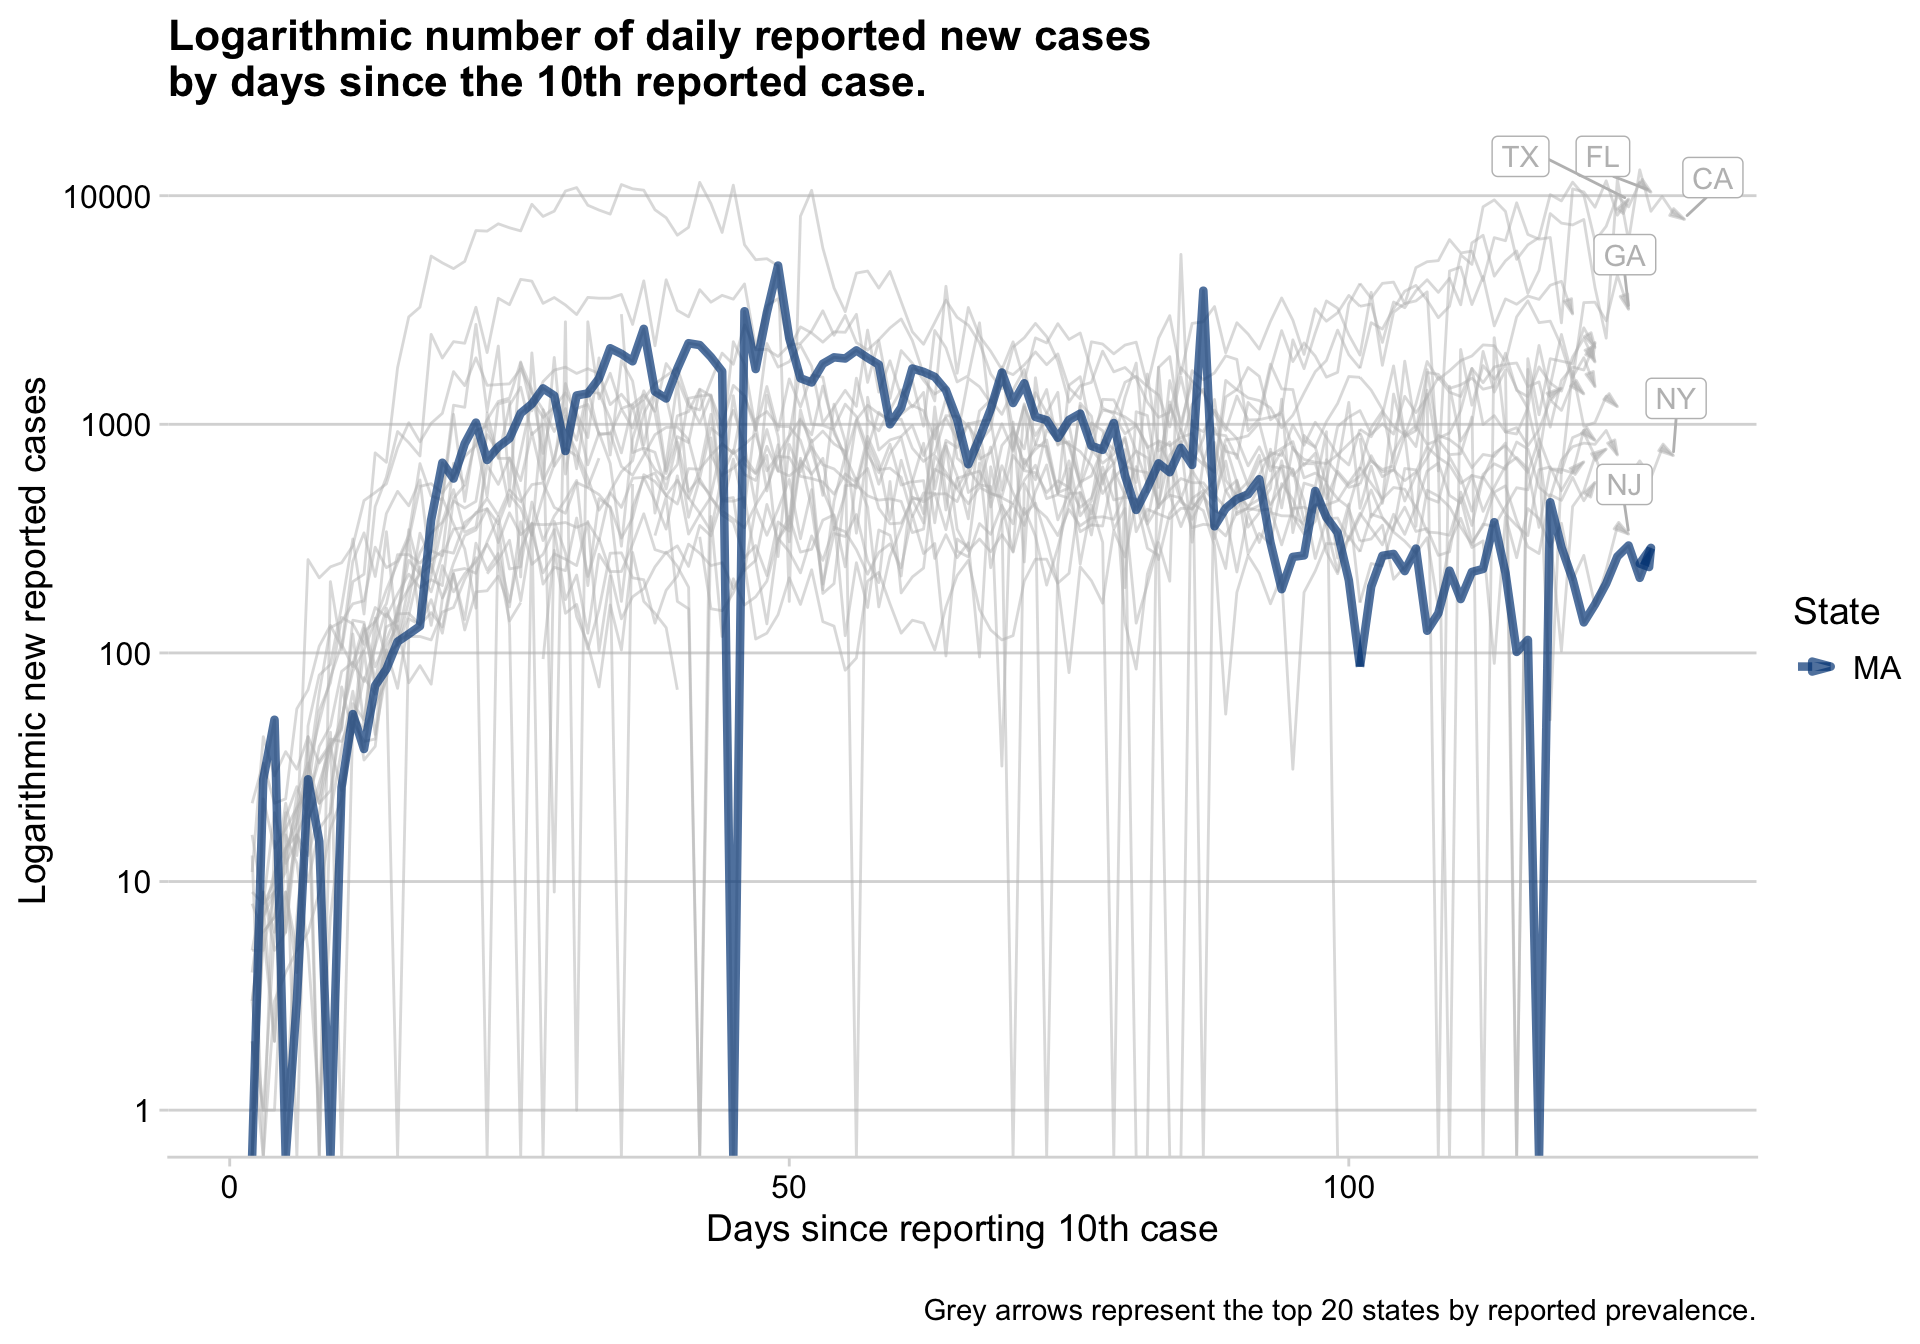 Logarithmic number of daily reported new cases
by days since the 10th reported case.
TX
FL
CA
GA
NY
NJ
10000
1000
100
10
1
Logarithmic new reported cases
0
50
100
Days since reporting 10th case
State
MA
Grey arrows represent the top 20 states by reported prevalence.